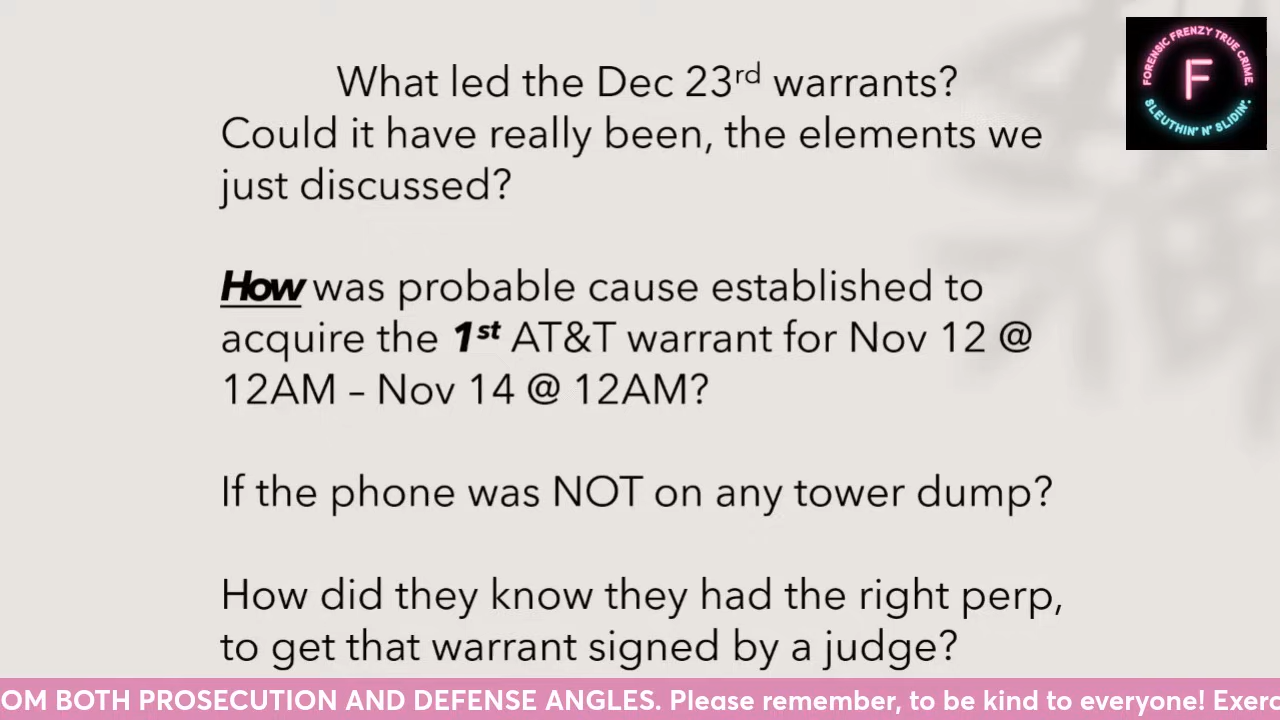 What led the Dec 23rd warrants?
Could it have really been, the elements we
just discussed?
How was probable cause established to
acquire the 1st AT&T warrant for Nov 12 @
12AM – Nov 14 @ 12AM?
If the phone was NOT on any tower dump?
How did they know they had the right perp,
to get that warrant signed by a judge?
FORENSIC FRENZY TRUE CRIME.
F
SLEUTHIN' N' SLIDIN'.
OM BOTH PROSECUTION AND DEFENSE ANGLES. Please remember, to be kind to everyone! Exerc